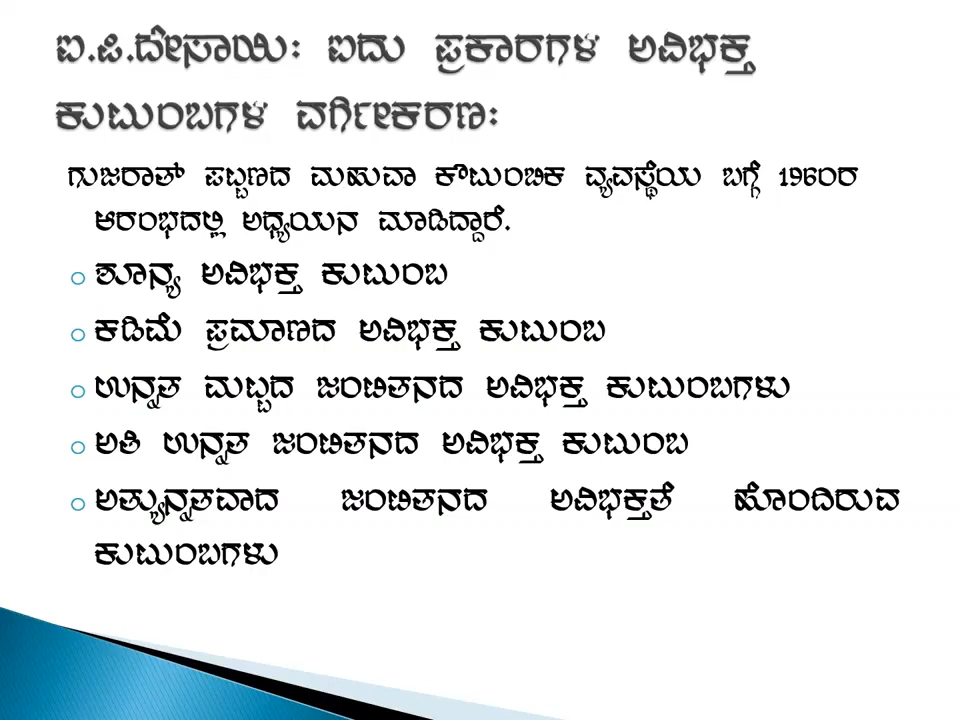 ಐ.ಪಿ.ದೇಸಾಯಿ: ಐದು ಪ್ರಕಾರಗಳ ಅವಿಭಕ್ತ
ಕುಟುಂಬಗಳ ವರ್ಗೀಕರಣ:
ಗುಜರಾತ್ ಪಟ್ಟಣದ ಮಹುವಾ ಕೌಟುಂಬಿಕ ವ್ಯವಸ್ಥೆಯ ಬಗ್ಗೆ 1960ರ
ಆರಂಭದಲ್ಲಿ ಅಧ್ಯಯನ ಮಾಡಿದ್ದಾರೆ.
o ಶೂನ್ಯ ಅವಿಭಕ್ತ ಕುಟುಂಬ
o ಕಡಿಮೆ ಪ್ರಮಾಣದ ಅವಿಭಕ್ತ ಕುಟುಂಬ
o ಉನ್ನತ ಮಟ್ಟದ ಜಂಟಿತನದ ಅವಿಭಕ್ತ ಕುಟುಂಬಗಳು
o ಅತಿ ಉನ್ನತ ಜಂಟಿತನದ ಅವಿಭಕ್ತ ಕುಟುಂಬ
o ಅತ್ಯುನ್ನತವಾದ ಜಂಟಿತನದ ಅವಿಭಕ್ತತೆ ಹೊಂದಿರುವ
ಕುಟುಂಬಗಳು